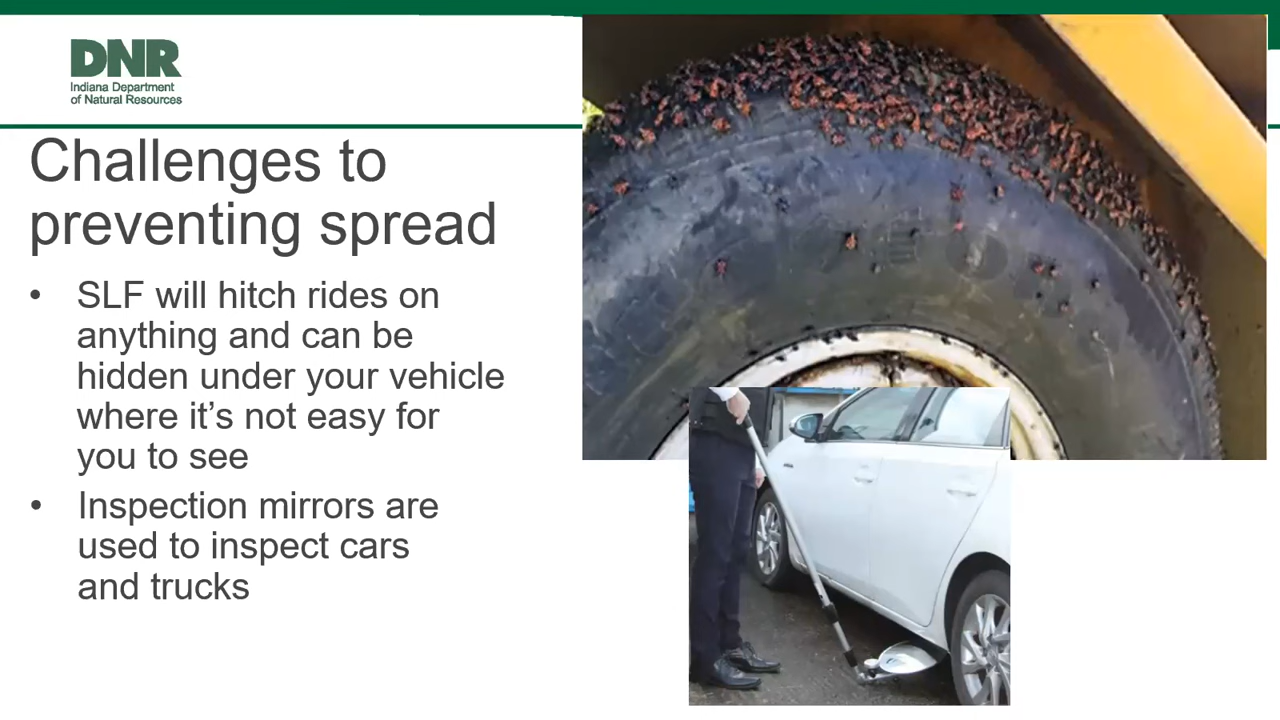 DNR
Indiana Department
of Natural Resources
Challenges to
preventing spread
• SLF will hitch rides on
anything and can be
hidden under your vehicle
where it’s not easy for
you to see
• Inspection mirrors are
used to inspect cars
and trucks